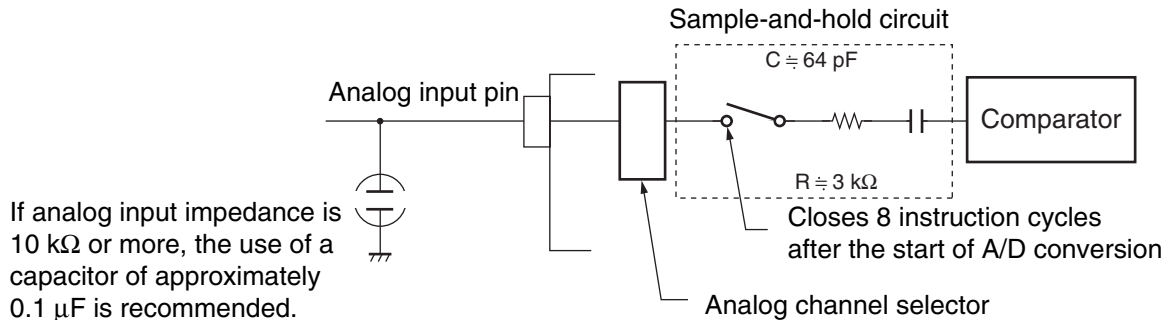 Sample-and-hold circuit
C ≒ 64 pF
Analog input pin
Comparator
R ≒ 3 kΩ
If analog input impedance is
10 kΩ or more, the use of a
capacitor of approximately
0.1 μF is recommended.
Closes 8 instruction cycles
after the start of A/D conversion
Analog channel selector